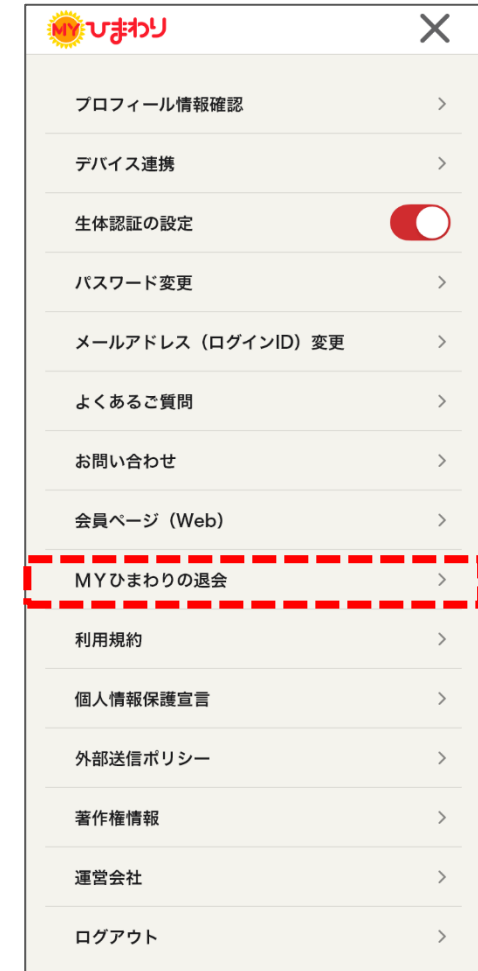 MYひまわり
プロフィール情報確認
デバイス連携
生体認証の設定
パスワード変更
メールアドレス（ログインID）変更
よくあるご質問
お問い合わせ
会員ページ（Web）
ＭＹひまわりの退会
利用規約
個人情報保護宣言
外部送信ポリシー
著作権情報
運営会社
ログアウト